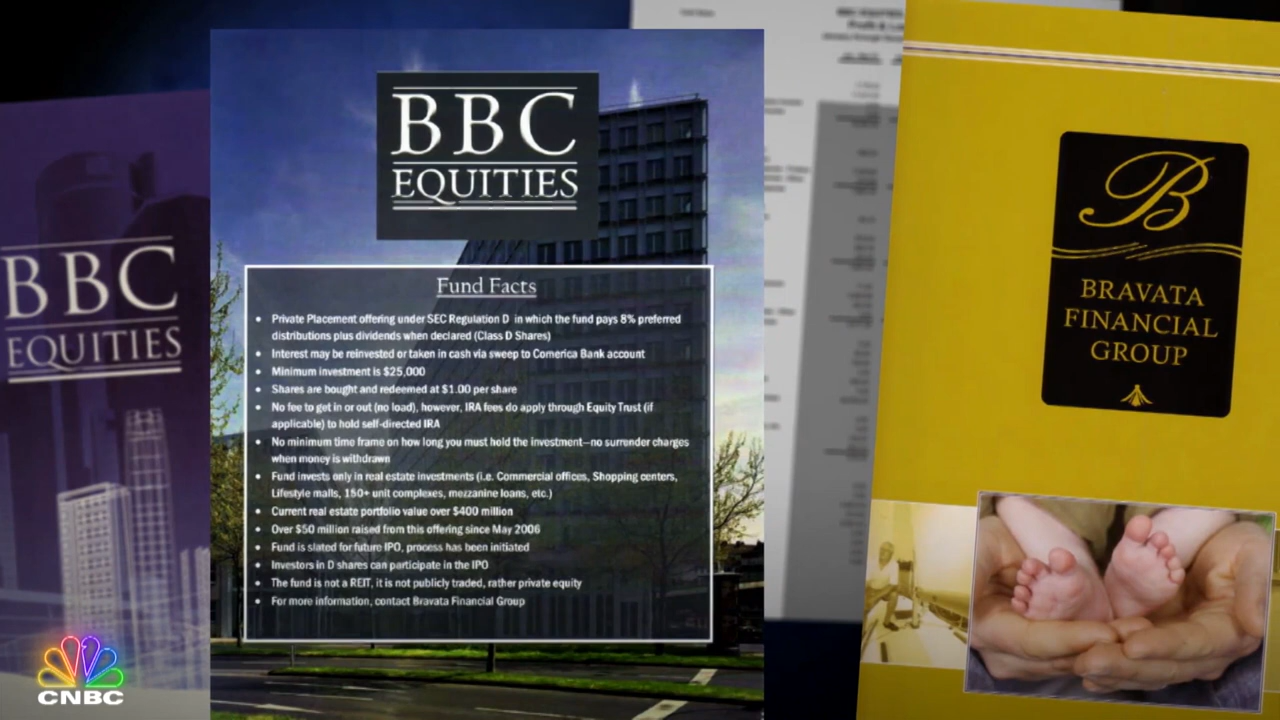 BBC
EQUITIES
BBC
EQUITIES
Fund Facts
• Private Placement offering under SEC Regulation D in which the fund pays 8% preferred
distributions plus dividends when declared (Class D Shares)
• Interest may be reinvested or taken in cash via sweep to Comerica Bank account
• Minimum investment is $25,000
• Shares are bought and redeemed at $1.00 per share
• No fee to get in or out (no load), however, IRA fees do apply through Equity Trust (if
applicable) to hold self-directed IRA
• No minimum time frame on how long you must hold the investment—no surrender charges
when money is withdrawn
• Fund invests only in real estate investments (i.e. Commercial offices, Shopping centers,
Lifestyle malls, 150+ unit complexes, mezzanine loans, etc.)
• Current real estate portfolio value over $400 million
• Over $50 million raised from this offering since May 2006
• Fund is slated for future IPO, process has been initiated
• Investors in D shares can participate in the IPO
• The fund is not a REIT, it is not publicly traded, rather private equity
• For more information, contact Bravata Financial Group
B
BRAVATA
FINANCIAL
GROUP
CNBC